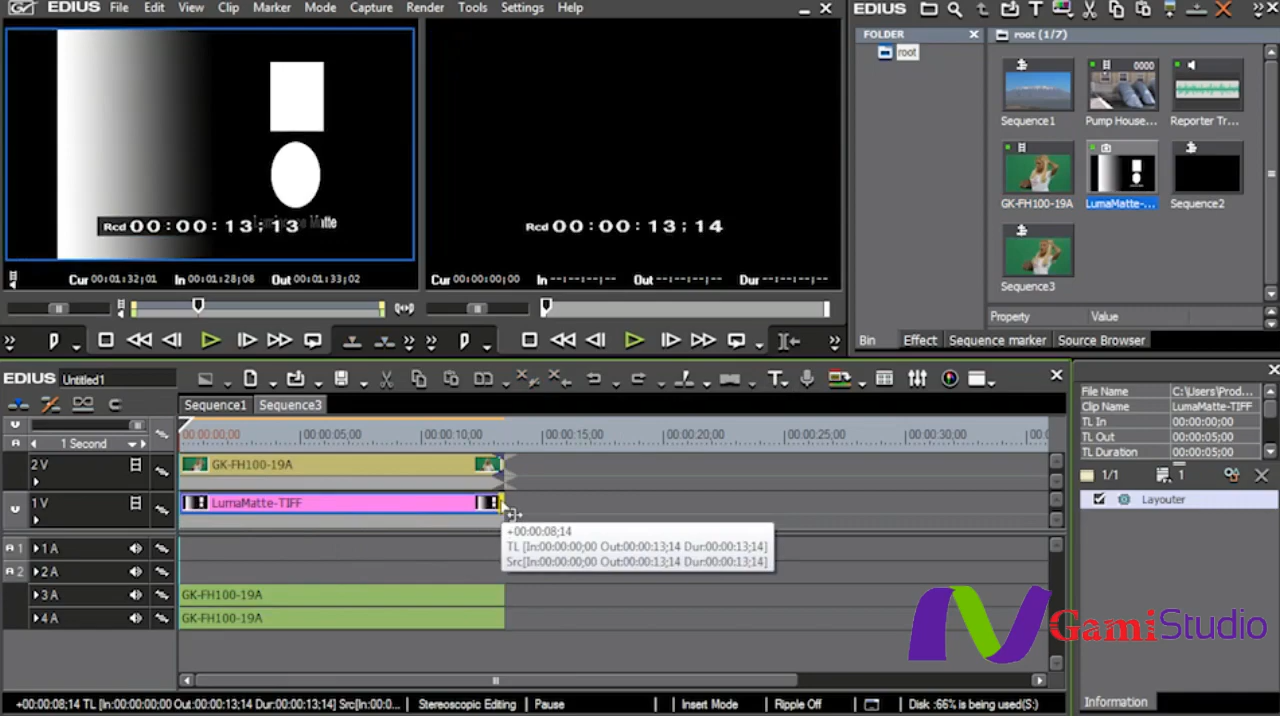 EDIUS File Edit View Clip Marker Mode Capture Render Tools Settings Help
Rcd 00:00:13;13
Matte
Cur 00:01:32;01 In 00:01:28;08 Out 00:01:33;02
Rcd 00:00:13;14
Cur 00:00:00;00 In --:--:--;-- Out --:--:--;-- Dur --:--:--;--
EDIUS
FOLDER
root
root (1/7)
0000
Sequence1 Pump House... Reporter Tr...
GK-FH100-19A LumaMatte-... Sequence2
Sequence3
Property Value
Bin Effect Sequence marker Source Browser
EDIUS Untitled1
Sequence1 Sequence3
1 Second
00:00:00;00 00:00:05;00 00:00:10;00 00:00:15;00 00:00:20;00 00:00:25;00 00:00:30;00 00:0
2V GK-FH100-19A
1V LumaMatte-TIFF
+00:00:08;14
TL [In:00:00:00;00 Out:00:00:13;14 Dur:00:00:13;14]
Src[In:00:00:00;00 Out:00:00:13;14 Dur:00:00:13;14]
A 1 1A
A 2 2A
3A GK-FH100-19A
4A GK-FH100-19A
File Name C:\Users\Prod...
Clip Name LumaMatte-TIFF
TL In 00:00:00;00
TL Out 00:00:05;00
TL Duration 00:00:05;00
1/1 1
Layouter
GamiStudio
Information
+00:00:08;14 TL [In:00:00:00;00 Out:00:00:13;14 Dur:00:00:13;14] Src[In:00:0... Stereoscopic Editing Pause Insert Mode Ripple Off Disk :66% is being used(S:)